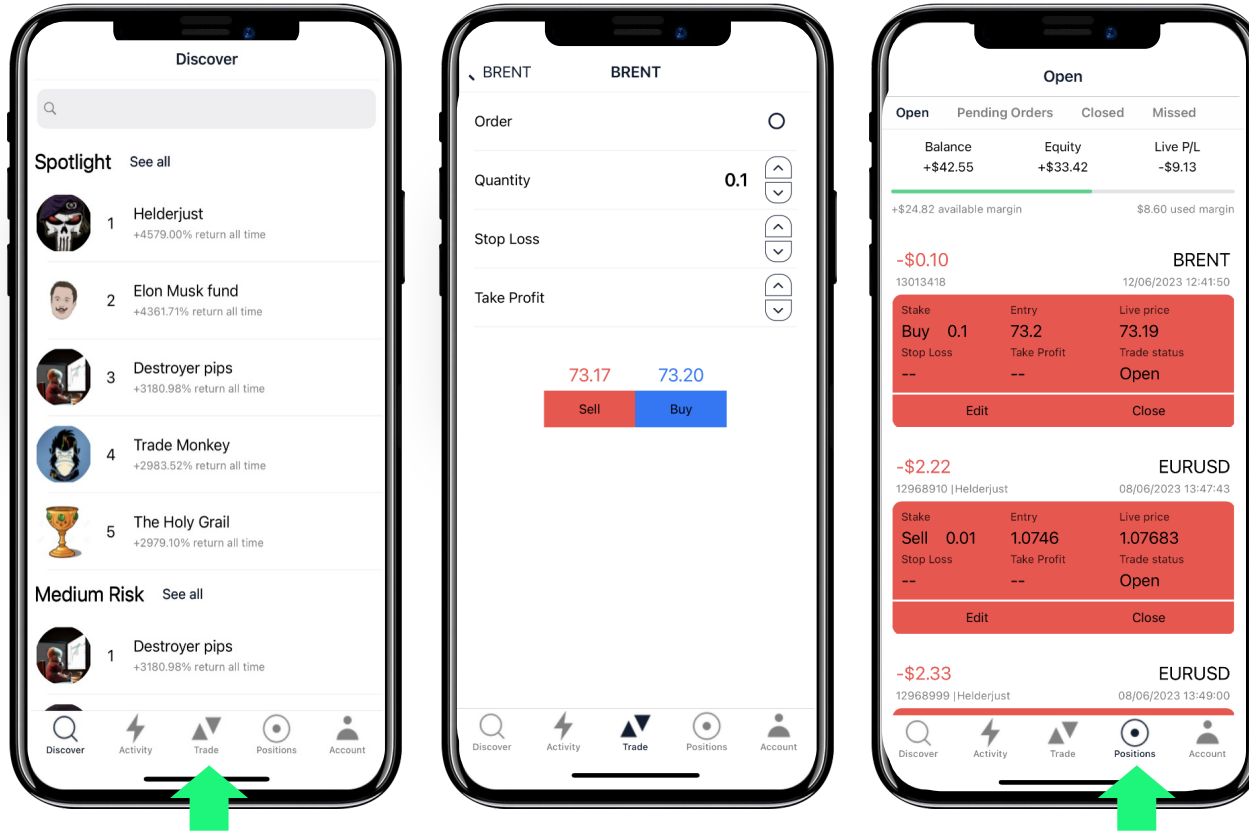 Discover
Spotlight See all
1 Helderjust
+4579.00% return all time
2 Elon Musk fund
+4361.71% return all time
3 Destroyer pips
+3180.98% return all time
4 Trade Monkey
+2983.52% return all time
5 The Holy Grail
+2979.10% return all time
Medium Risk See all
1 Destroyer pips
+3180.98% return all time
Discover Activity Trade Positions Account
BRENT BRENT
Order
Quantity 0.1
Stop Loss
Take Profit
73.17 73.20
Sell Buy
Discover Activity Trade Positions Account
Open
Open Pending Orders Closed Missed
Balance Equity Live P/L
+$42.55 +$33.42 -$9.13
+$24.82 available margin $8.60 used margin
-$0.10 BRENT
13013418 12/06/2023 12:41:50
Stake Entry Live price
Buy 0.1 73.2 73.19
Stop Loss Take Profit Trade status
-- -- Open
Edit Close
-$2.22 EURUSD
12968910 |Helderjust 08/06/2023 13:47:43
Stake Entry Live price
Sell 0.01 1.0746 1.07683
Stop Loss Take Profit Trade status
-- -- Open
Edit Close
-$2.33 EURUSD
12968999 |Helderjust 08/06/2023 13:49:00
Discover Activity Trade Positions Account